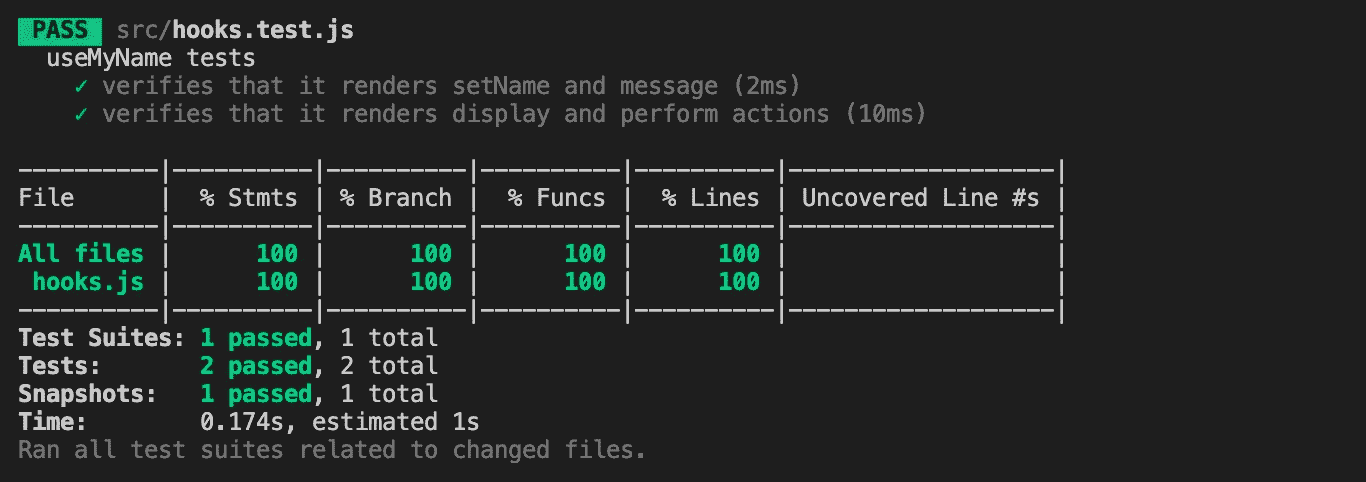 PASS src/hooks.test.js
useMyName tests
✓ verifies that it renders setName and message (2ms)
✓ verifies that it renders display and perform actions (10ms)
----------|----------|----------|----------|----------|-------------------|
File      |  % Stmts | % Branch |  % Funcs |  % Lines | Uncovered Line #s |
----------|----------|----------|----------|----------|-------------------|
All files |      100 |      100 |      100 |      100 |                   |
 hooks.js |      100 |      100 |      100 |      100 |                   |
----------|----------|----------|----------|----------|-------------------|
Test Suites: 1 passed, 1 total
Tests:       2 passed, 2 total
Snapshots:   1 passed, 1 total
Time:        0.174s, estimated 1s
Ran all test suites related to changed files.